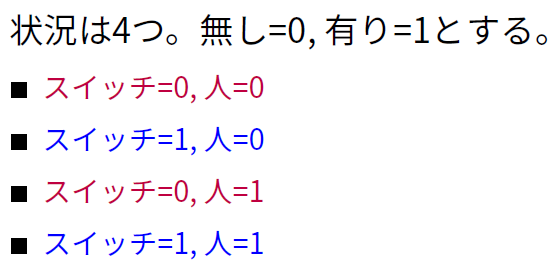 状況は4つ。無し=0, 有り=1とする。
■ スイッチ=0, 人=0
■ スイッチ=1, 人=0
■ スイッチ=0, 人=1
■ スイッチ=1, 人=1